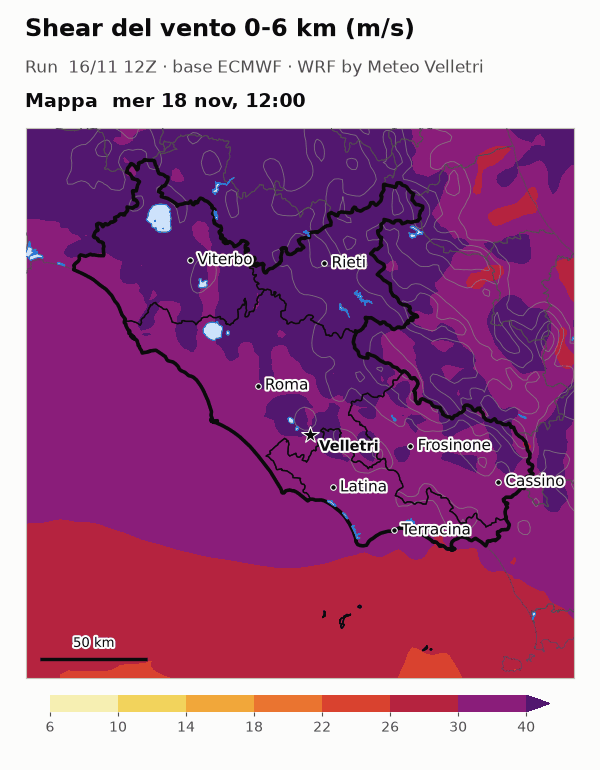 Shear del vento 0-6 km (m/s)
Run  16/11 12Z · base ECMWF · WRF by Meteo Velletri
Mappa  mer 18 nov, 12:00
Viterbo
Rieti
Roma
Velletri
Frosinone
Cassino
Latina
Terracina
50 km
6 10 14 18 22 26 30 40